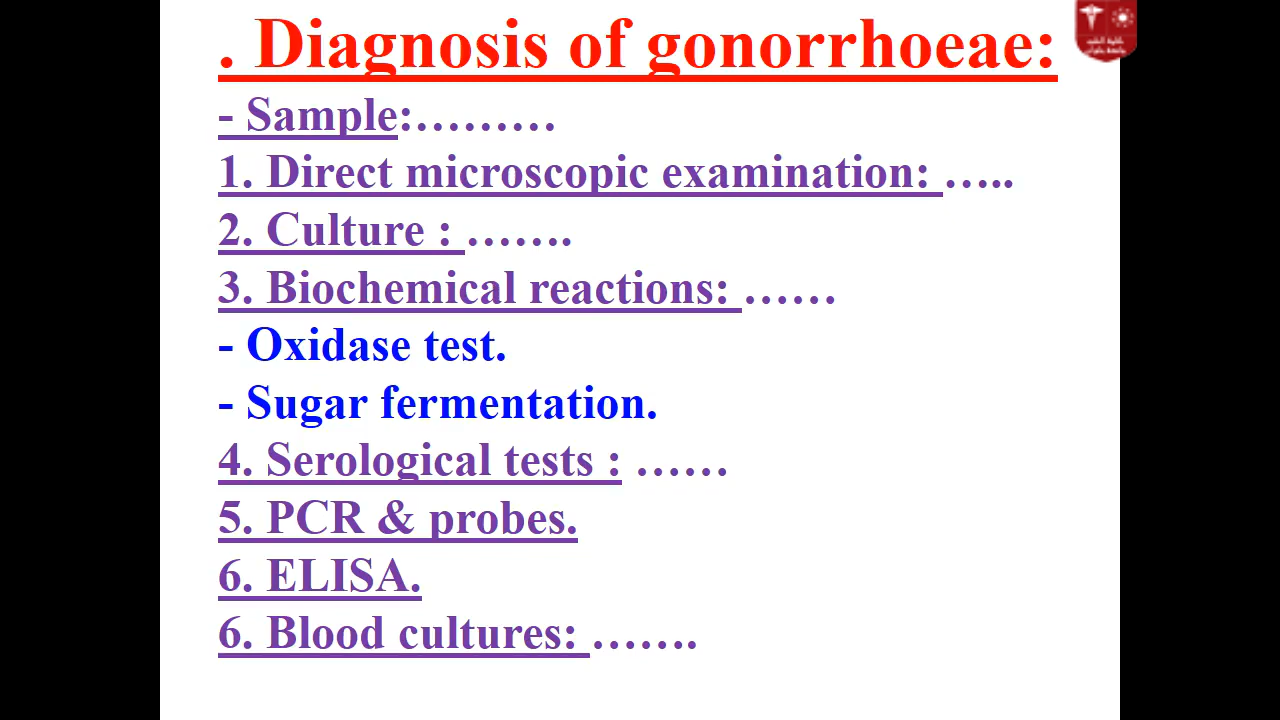 . Diagnosis of gonorrhoeae:
- Sample:………
1. Direct microscopic examination: …..
2. Culture : …….
3. Biochemical reactions: ……
- Oxidase test.
- Sugar fermentation.
4. Serological tests : ……
5. PCR & probes.
6. ELISA.
6. Blood cultures: …….